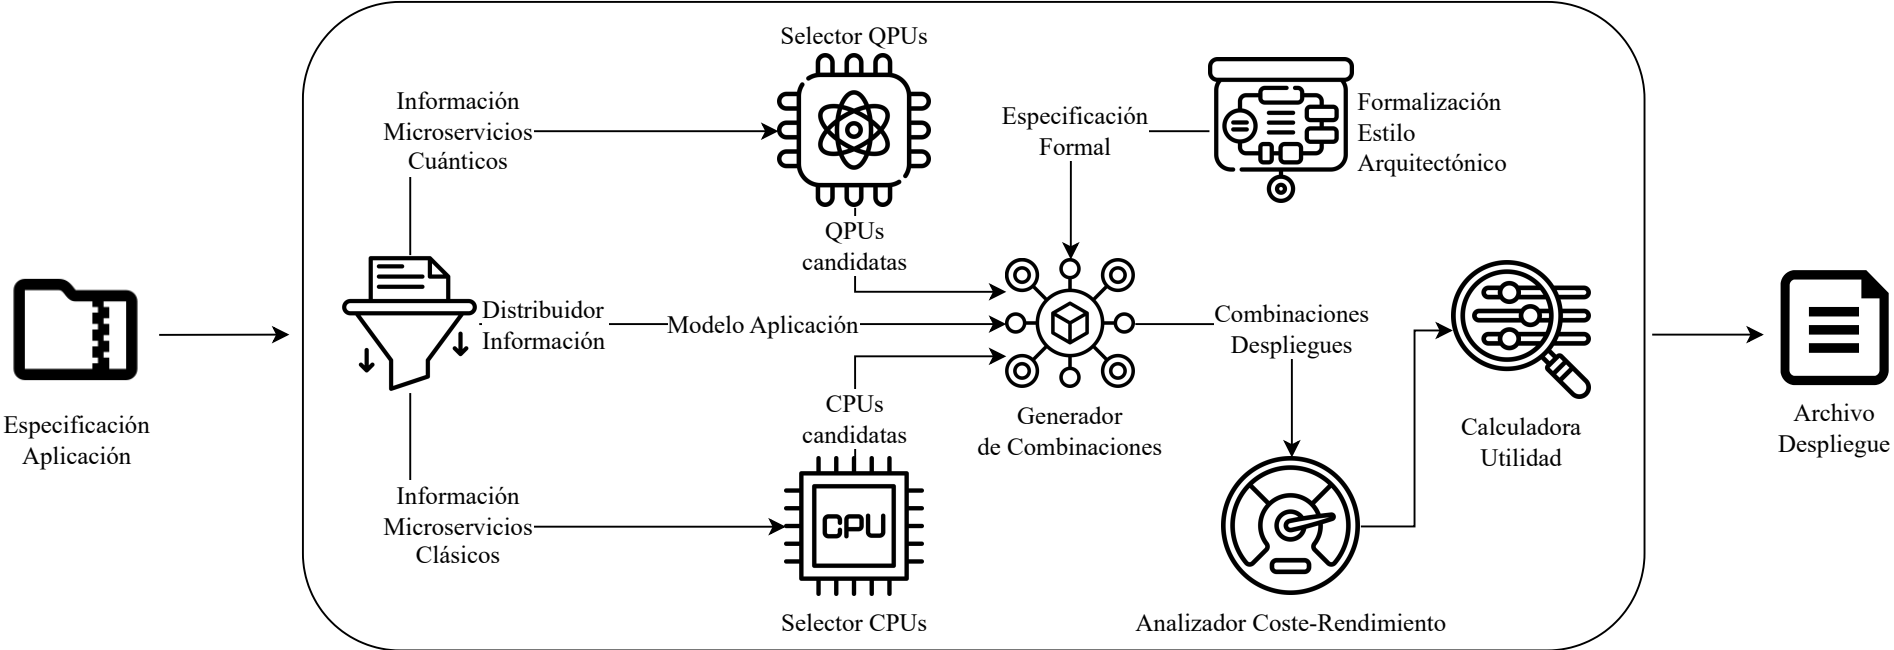 Especificación
Aplicación
Información
Microservicios
Cuánticos
Distribuidor
Información
Información
Microservicios
Clásicos
Modelo Aplicación
Selector QPUs
QPUs
candidatas
CPUs
candidatas
CPU
Selector CPUs
Especificación
Formal
Formalización
Estilo
Arquitectónico
Generador
de Combinaciones
Combinaciones
Despliegues
Analizador Coste-Rendimiento
Calculadora
Utilidad
Archivo
Despliegue